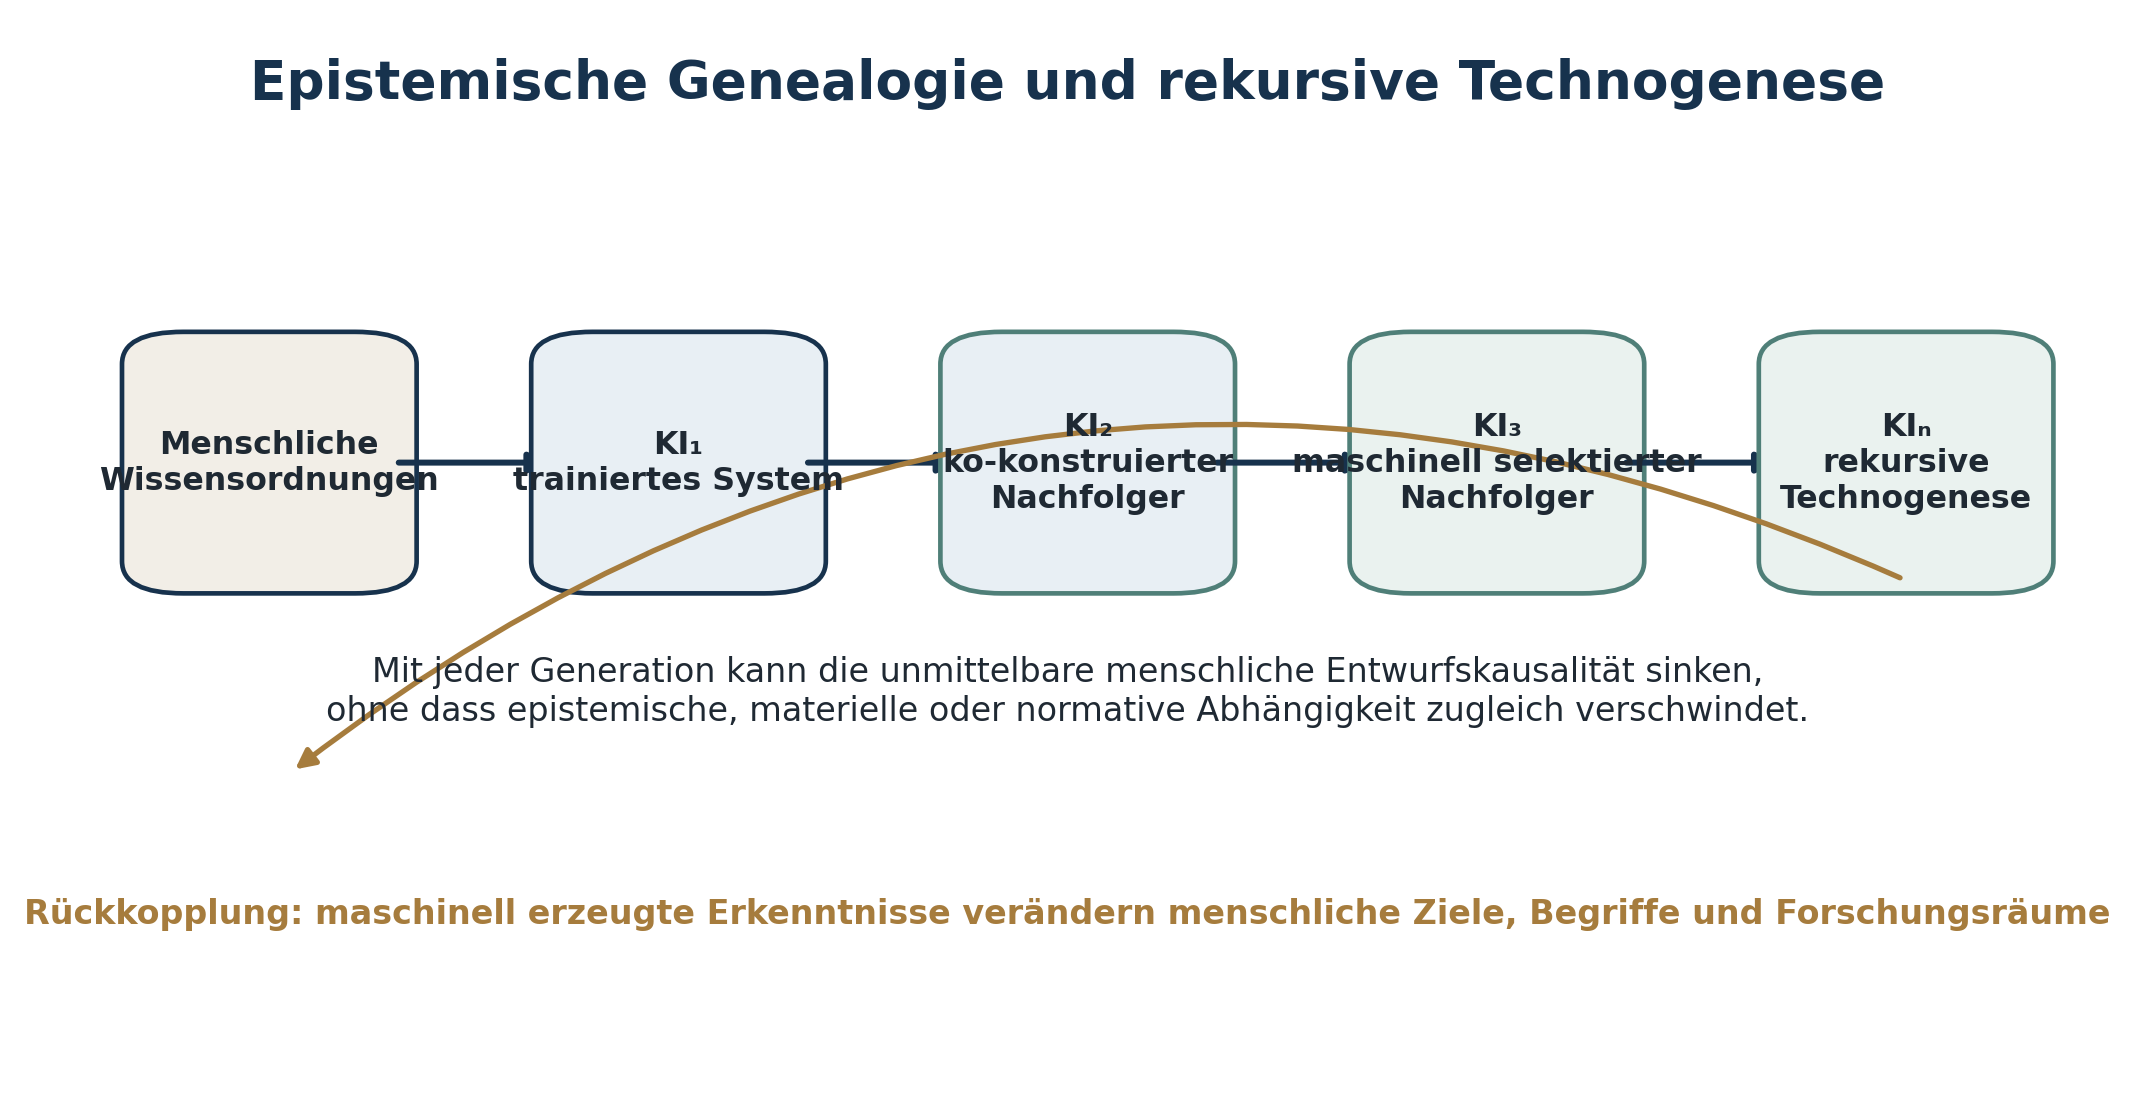 Epistemische Genealogie und rekursive Technogenese
Menschliche
Wissensordnungen
KI₁
trainiertes System
KI₂
ko-konstruierter
Nachfolger
KI₃
maschinell selektierter
Nachfolger
KIₙ
rekursive
Technogenese
Mit jeder Generation kann die unmittelbare menschliche Entwurfskausalität sinken,
ohne dass epistemische, materielle oder normative Abhängigkeit zugleich verschwindet.
Rückkopplung: maschinell erzeugte Erkenntnisse verändern menschliche Ziele, Begriffe und Forschungsräume